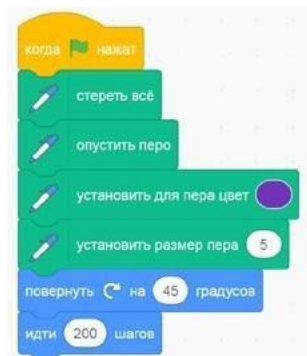 когда нажат
стереть всё
опустить перо
установить для пера цвет
установить размер пера 5
повернуть на 45 градусов
идти 200 шагов